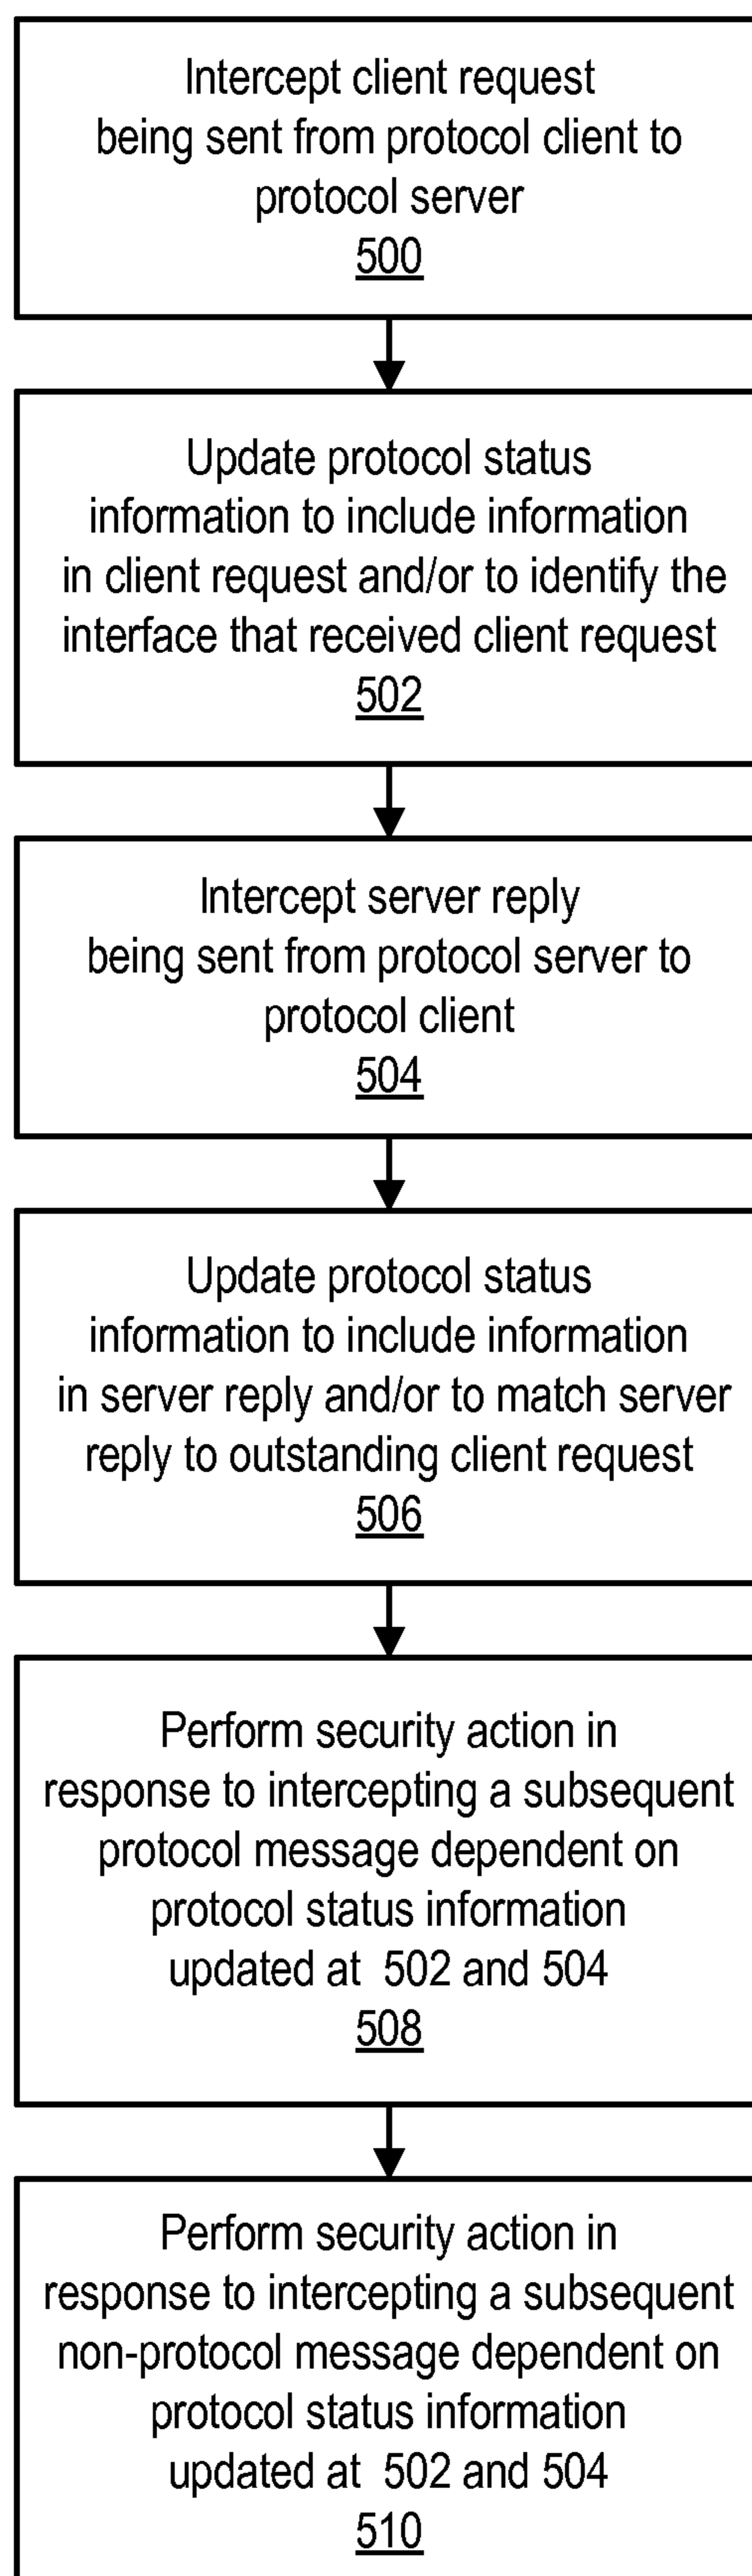 Intercept client request
being sent from protocol client to
protocol server
500
Update protocol status
information to include information
in client request and/or to identify the
interface that received client request
502
Intercept server reply
being sent from protocol server to
protocol client
504
Update protocol status
information to include information
in server reply and/or to match server
reply to outstanding client request
506
Perform security action in
response to intercepting a subsequent
protocol message dependent on
protocol status information
updated at 502 and 504
508
Perform security action in
response to intercepting a subsequent
non-protocol message dependent on
protocol status information
updated at 502 and 504
510